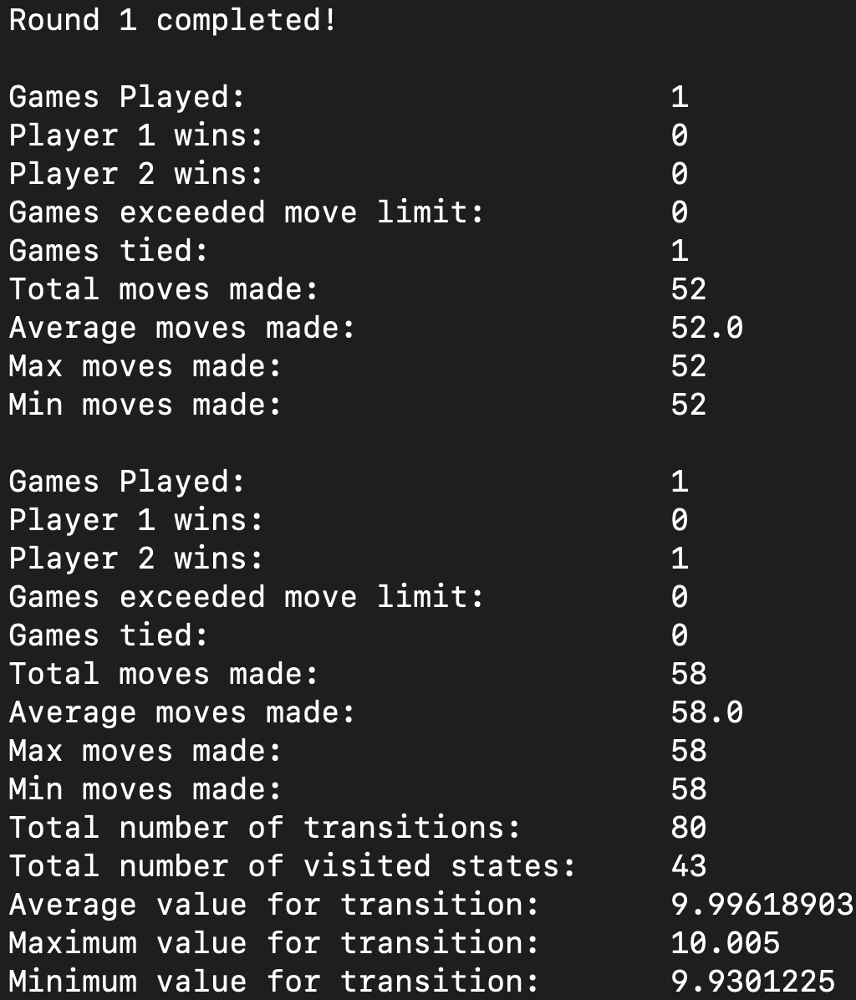 Round 1 completed!
Games Played: 1
Player 1 wins: 0
Player 2 wins: 0
Games exceeded move limit: 0
Games tied: 1
Total moves made: 52
Average moves made: 52.0
Max moves made: 52
Min moves made: 52
Games Played: 1
Player 1 wins: 0
Player 2 wins: 1
Games exceeded move limit: 0
Games tied: 0
Total moves made: 58
Average moves made: 58.0
Max moves made: 58
Min moves made: 58
Total number of transitions: 80
Total number of visited states: 43
Average value for transition: 9.99618903
Maximum value for transition: 10.005
Minimum value for transition: 9.9301225